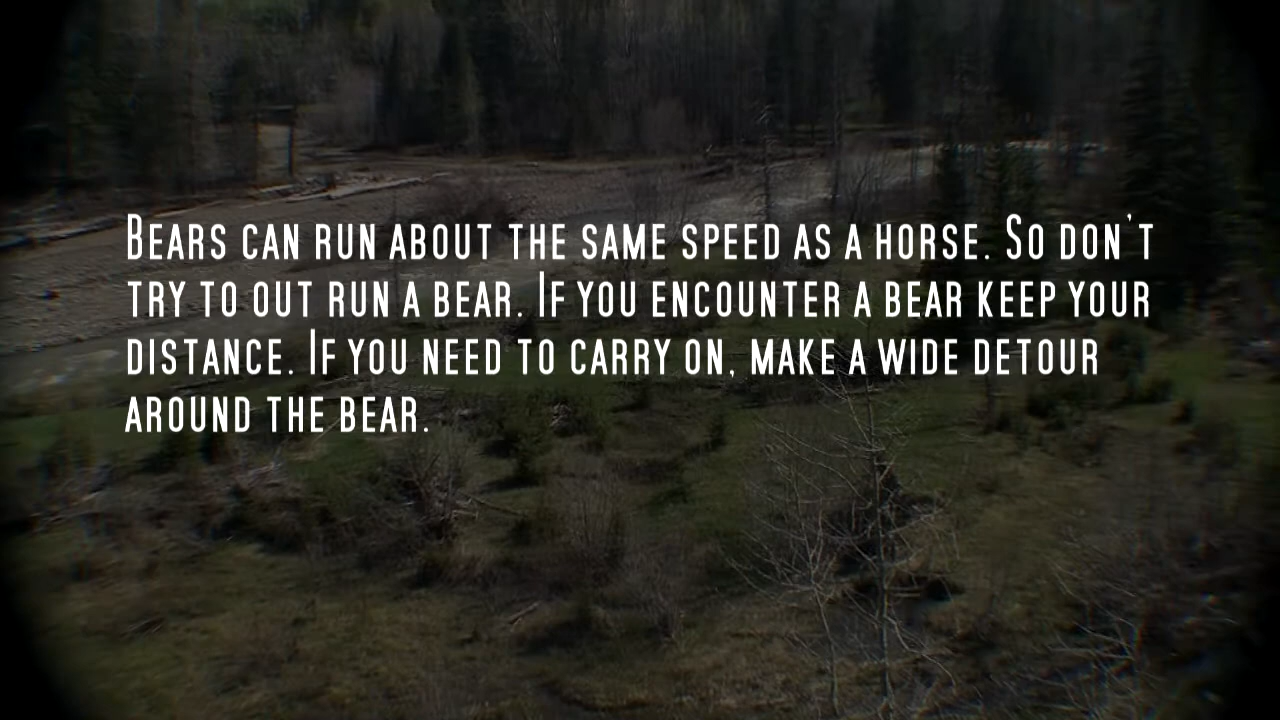 Bears can run about the same speed as a horse. So don't
try to out run a bear. If you encounter a bear keep your
distance. If you need to carry on, make a wide detour
around the bear.